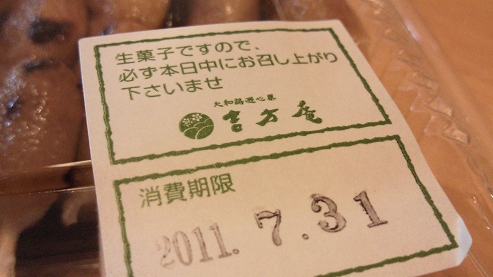 生菓子ですので、
必ず本日中にお召し上がり
下さいませ
大和路遊心菓
吉方庵
消費期限
2011. 7.31